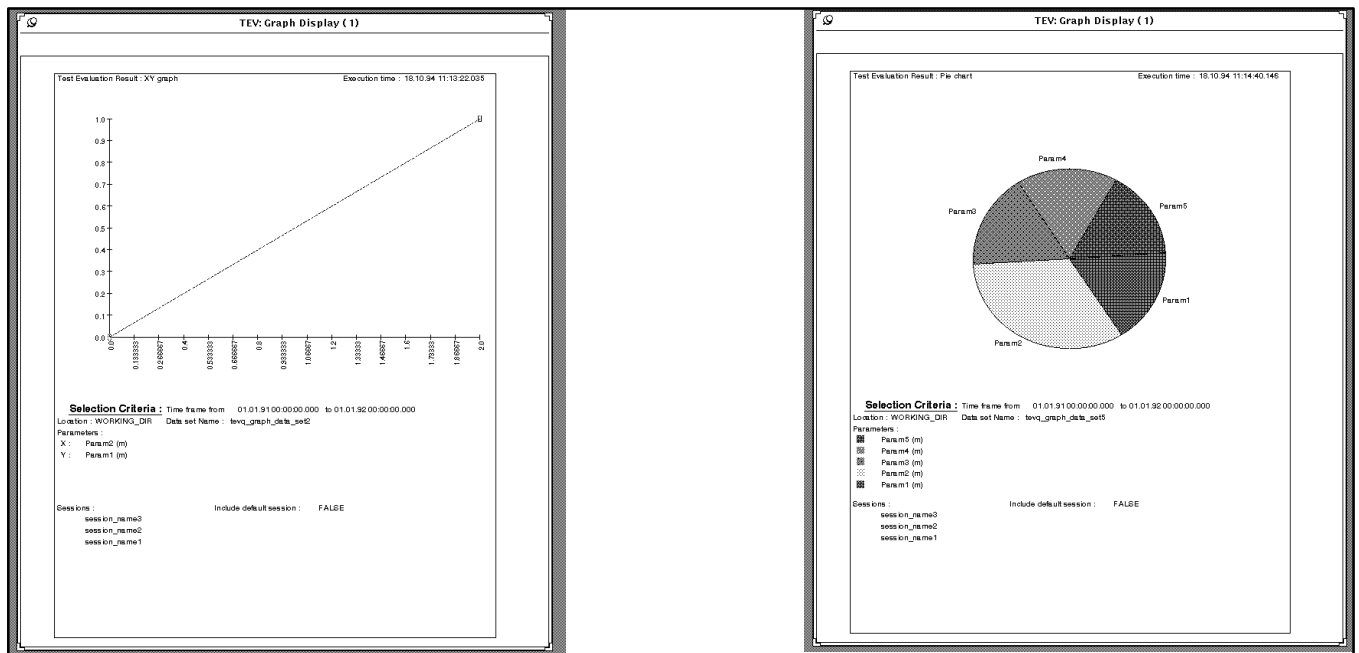 TEV: Graph Display ( 1)
Test Evaluation Result : XY graph Execution time : 18.10.94 11:13:22.035
1.0
0.9
0.8
0.7
0.6
0.5
0.4
0.3
0.2
0.1
0.0
0.0 0.133333 0.266667 0.4 0.533333 0.666667 0.8 0.933333 1.06667 1.2 1.33333 1.46667 1.6 1.73333 1.86667 2.0
Selection Criteria : Time frame from 01.01.91 00:00:00.000 to 01.01.92 00:00:00.000
Location : WORKING_DIR Data set Name : tevq_graph_data_set2
Parameters :
X : Param2 (m)
Y : Param1 (m)
Sessions : Include default session : FALSE
session_name3
session_name2
session_name1
TEV: Graph Display ( 1)
Test Evaluation Result : Pie chart Execution time : 18.10.94 11:14:40.146
Param4
Param5
Param3
Param1
Param2
Selection Criteria : Time frame from 01.01.91 00:00:00.000 to 01.01.92 00:00:00.000
Location : WORKING_DIR Data set Name : tevq_graph_data_set5
Parameters :
Param5 (m)
Param4 (m)
Param3 (m)
Param2 (m)
Param1 (m)
Sessions : Include default session : FALSE
session_name3
session_name2
session_name1